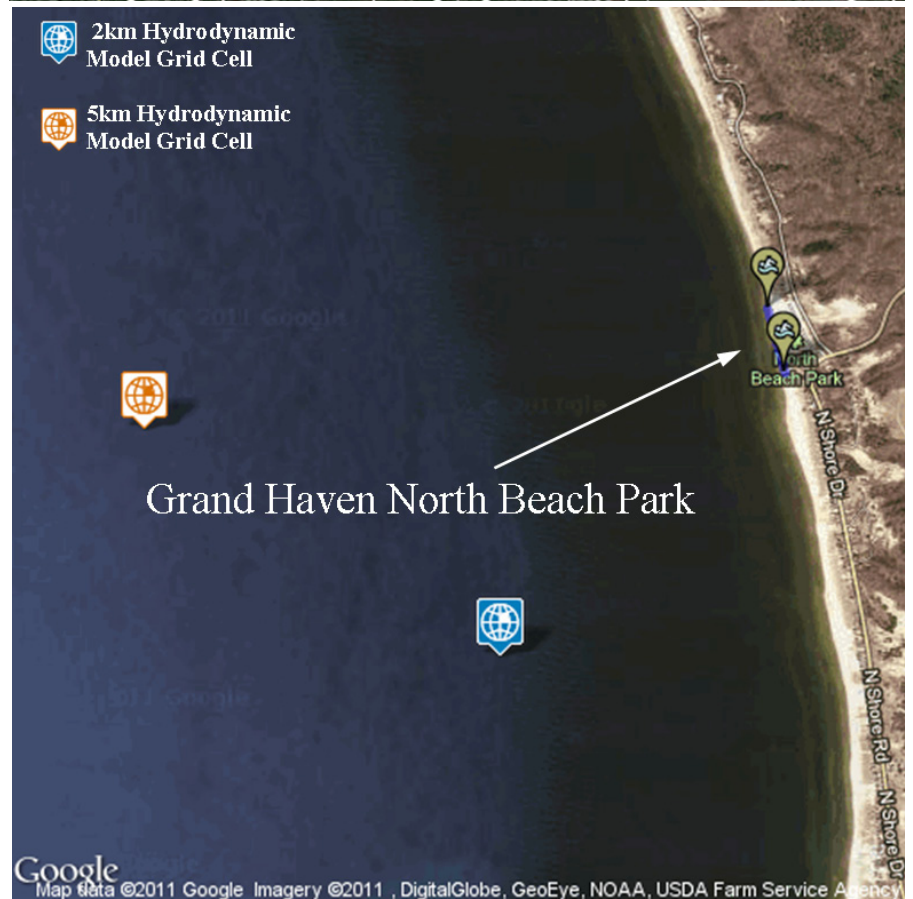 2km Hydrodynamic
Model Grid Cell
5km Hydrodynamic
Model Grid Cell
2011 Google
North
Beach Park
N Shore Dr
Grand Haven North Beach Park
N Shore Rd
N Shore Dr
Google
Map data ©2011 Google Imagery ©2011 , DigitalGlobe, GeoEye, NOAA, USDA Farm Service Agency